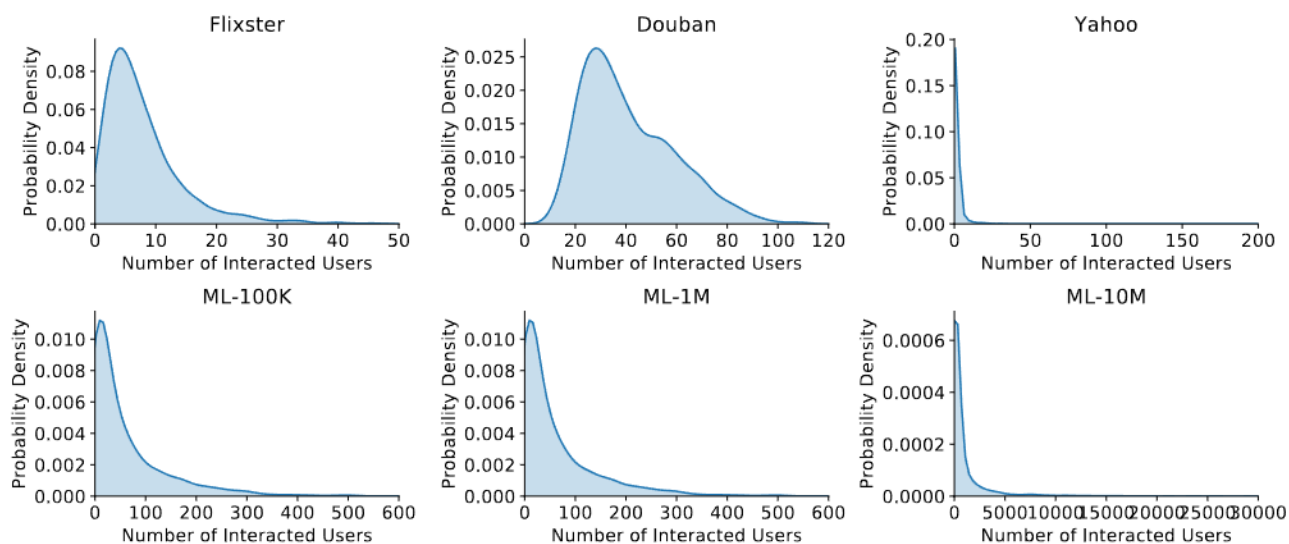 Flixster
Probability Density
0.08
0.06
0.04
0.02
0.00
0 10 20 30 40 50
Number of Interacted Users
Douban
Probability Density
0.025
0.020
0.015
0.010
0.005
0.000
0 20 40 60 80 100 120
Number of Interacted Users
Yahoo
Probability Density
0.20
0.15
0.10
0.05
0.00
0 50 100 150 200
Number of Interacted Users
ML-100K
Probability Density
0.010
0.008
0.006
0.004
0.002
0.000
0 100 200 300 400 500 600
Number of Interacted Users
ML-1M
Probability Density
0.010
0.008
0.006
0.004
0.002
0.000
0 100 200 300 400 500 600
Number of Interacted Users
ML-10M
Probability Density
0.0006
0.0004
0.0002
0.0000
0 5000 10000 15000 20000 25000 30000
Number of Interacted Users